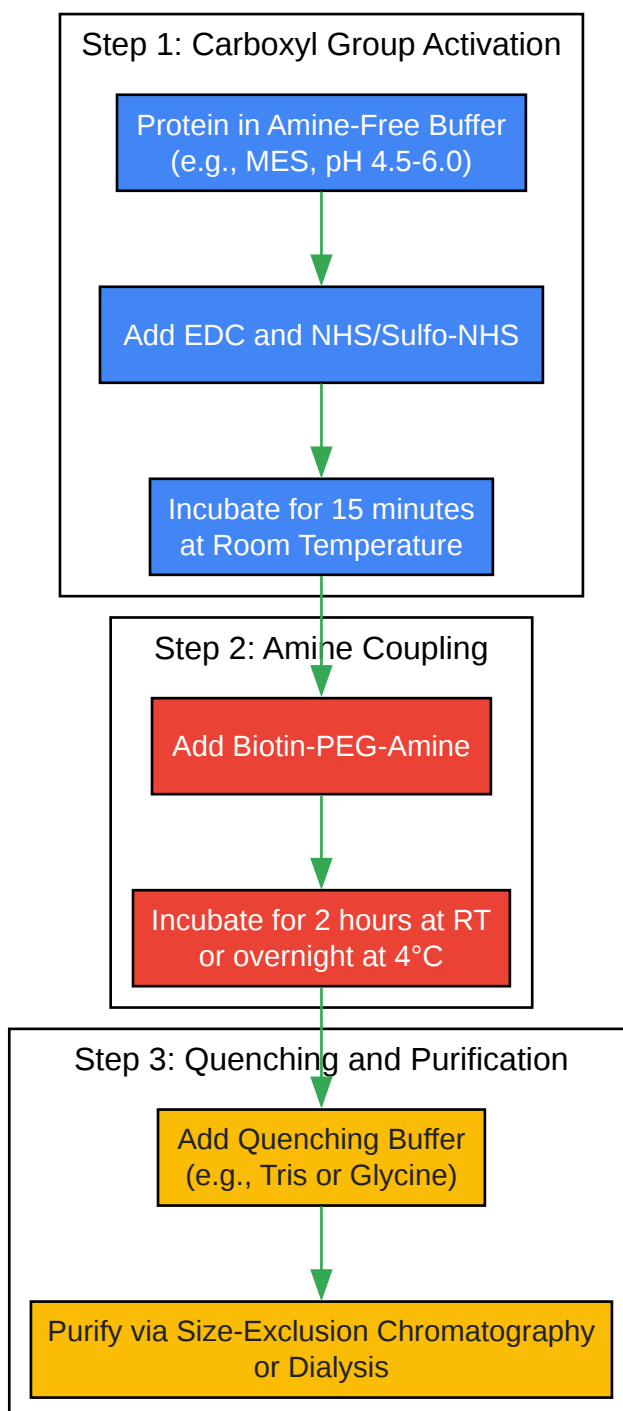 Step 1: Carboxyl Group Activation
Protein in Amine-Free Buffer
(e.g., MES, pH 4.5-6.0)
Add EDC and NHS/Sulfo-NHS
Incubate for 15 minutes
at Room Temperature
Step 2: Amine Coupling
Add Biotin-PEG-Amine
Incubate for 2 hours at RT
or overnight at 4°C
Step 3: Quenching and Purification
Add Quenching Buffer
(e.g., Tris or Glycine)
Purify via Size-Exclusion Chromatography
or Dialysis